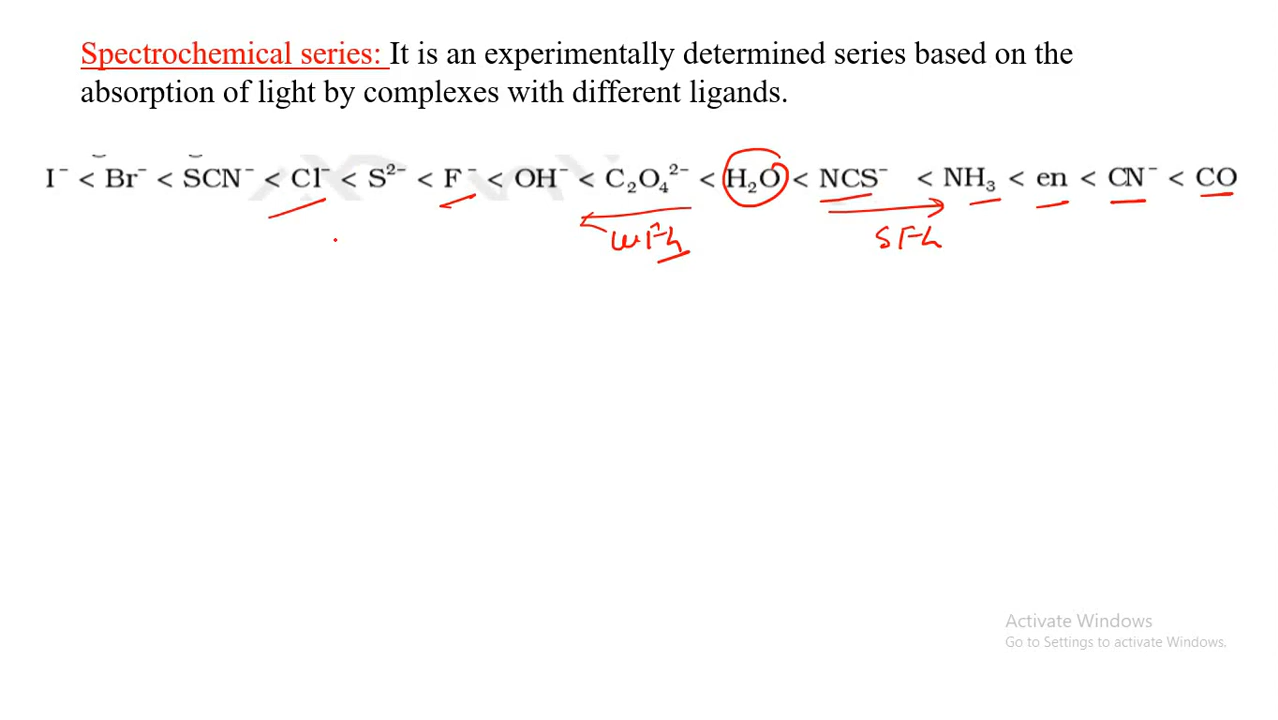 Spectrochemical series: It is an experimentally determined series based on the
absorption of light by complexes with different ligands.
I⁻ < Br⁻ < SCN⁻ < Cl⁻ < S²⁻ < F⁻ < OH⁻ < C₂O₄²⁻ < H₂O < NCS⁻ < NH₃ < en < CN⁻ < CO
WFL SFL
Activate Windows
Go to Settings to activate Windows.